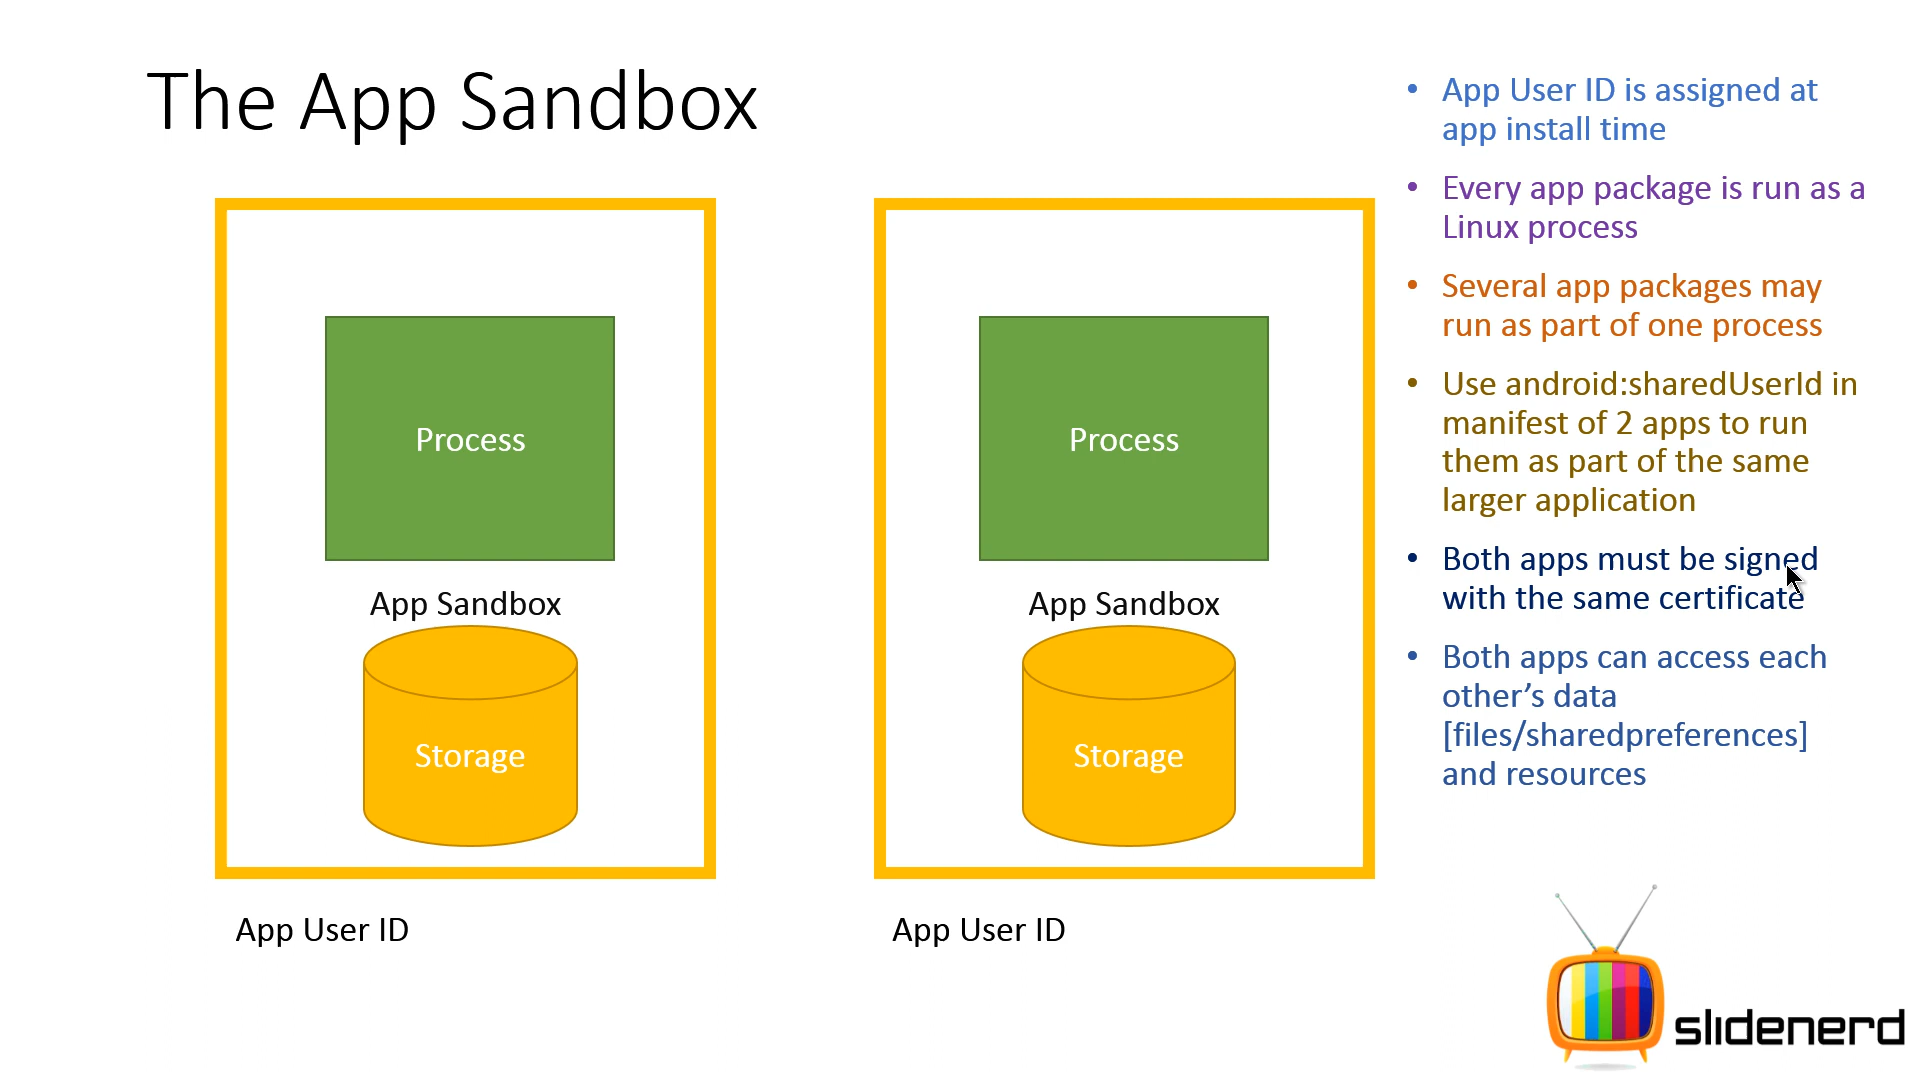 The App Sandbox
Process
App Sandbox
Storage
App User ID
Process
App Sandbox
Storage
App User ID
• App User ID is assigned at
app install time
• Every app package is run as a
Linux process
• Several app packages may
run as part of one process
• Use android:sharedUserId in
manifest of 2 apps to run
them as part of the same
larger application
• Both apps must be signed
with the same certificate
• Both apps can access each
other’s data
[files/sharedpreferences]
and resources
slidenerd